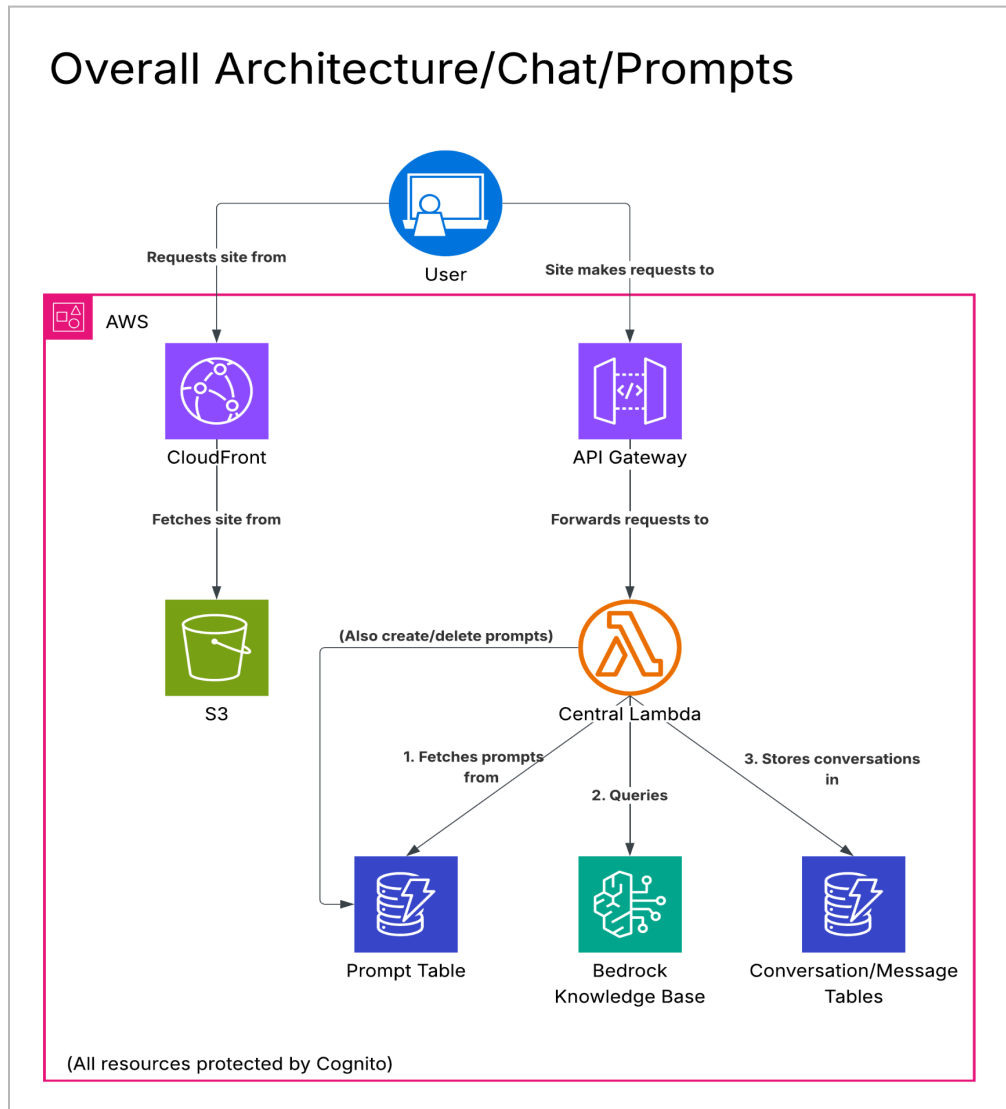 Overall Architecture/Chat/Prompts
User
Requests site from
Site makes requests to
AWS
CloudFront
API Gateway
Fetches site from
Forwards requests to
(Also create/delete prompts)
S3
Central Lambda
1. Fetches prompts
from
2. Queries
3. Stores conversations
in
Prompt Table
Bedrock
Knowledge Base
Conversation/Message
Tables
(All resources protected by Cognito)